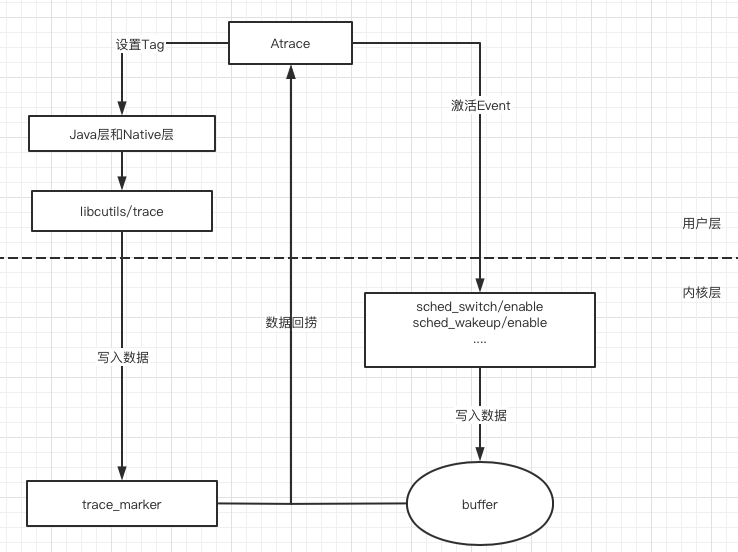 Atrace
设置Tag
激活Event
Java层和Native层
libcutils/trace
用户层
内核层
sched_switch/enable
sched_wakeup/enable
....
数据回捞
写入数据
写入数据
trace_marker
buffer